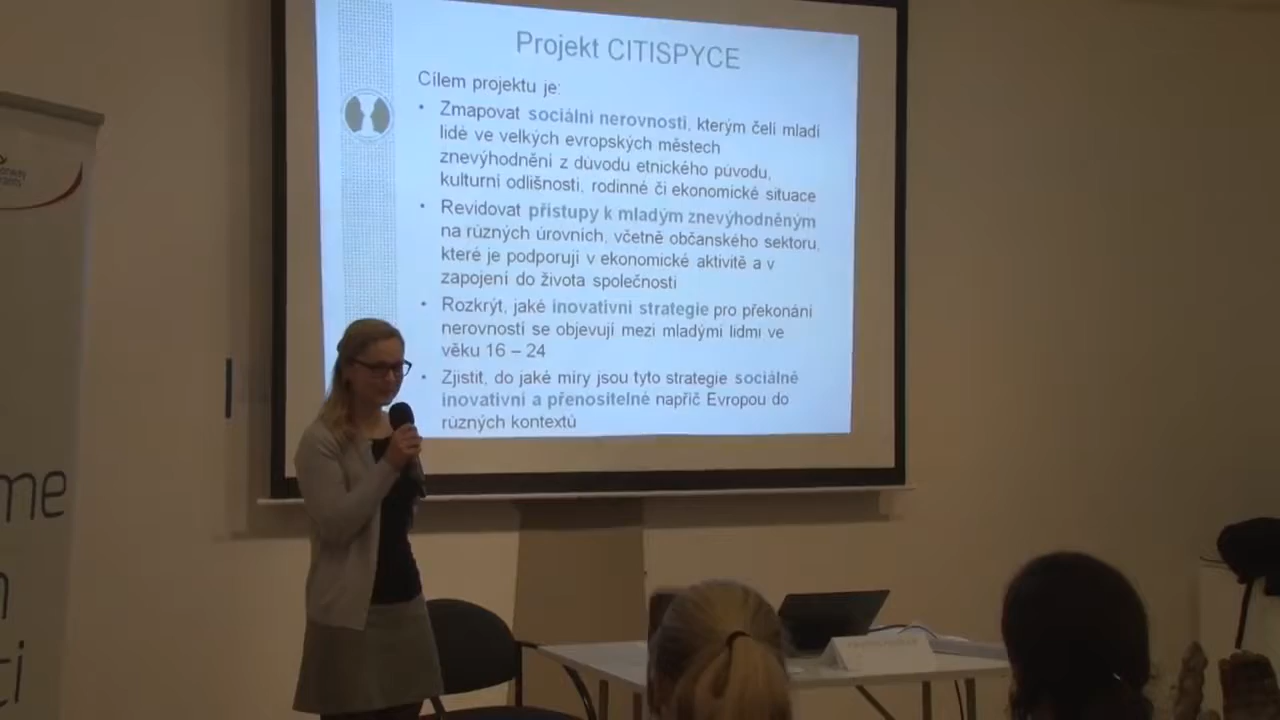 Projekt CITISPYCE
Cílem projektu je:
• Zmapovat sociální nerovnosti, kterým čelí mladí
lidé ve velkých evropských městech
znevýhodnění z důvodu etnického původu,
kulturní odlišnosti, rodinné či ekonomické situace
• Revidovat přístupy k mladým znevýhodněným
na různých úrovních, včetně občanského sektoru,
které je podporují v ekonomické aktivitě a v
zapojení do života společnosti
• Rozkrýt, jaké inovativní strategie pro překonání
nerovností se objevují mezi mladými lidmi ve
věku 16 – 24
• Zjistit, do jaké míry jsou tyto strategie sociálně
inovativní a přenositelné napříč Evropou do
různých kontextů
me